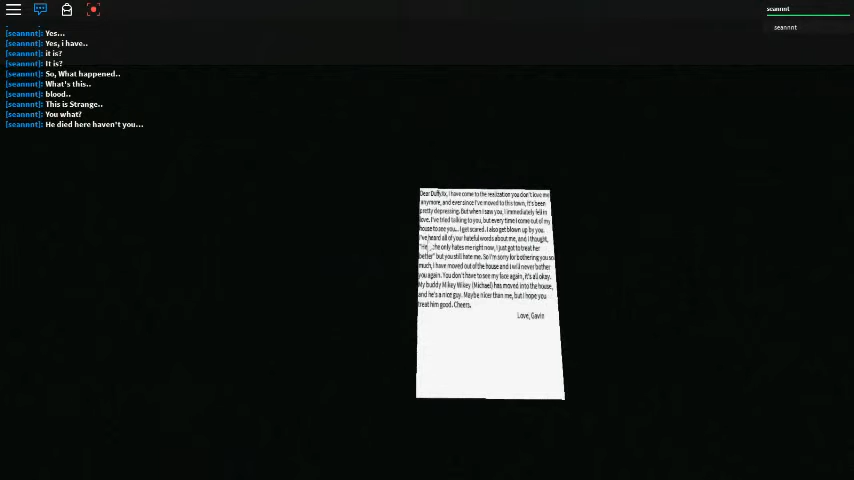 seannnt
seannnt
[seannnt]: Yes...
[seannnt]: Yes, i have..
[seannnt]: it is?
[seannnt]: It is?
[seannnt]: So, What happened..
[seannnt]: What's this..
[seannnt]: blood..
[seannnt]: This is Strange..
[seannnt]: You what?
[seannnt]: He died here haven't you...
Dear Duffyxx, I have come to the realization you don't love me
anymore, and ever since I've moved to this town, it's been
pretty depressing. But when I saw you, I immediately fell in
love. I've tried talking to you, but every time I come out of my
house to see you... I get scared. I also get blown up by you.
I've heard all of your hateful words about me, and I thought,
only hates me right now, I just got to treat her
better" but you still hate me. So I'm sorry for bothering you so
much, I have moved out of the house and I will never bother
you again. You don't have to see my face again, it's all okay.
My buddy Mikey Wikey (Michael) has moved into the house,
and he's a nice guy. Maybe nicer than me, but I hope you
treat him good. Cheers.
Love, Gavin